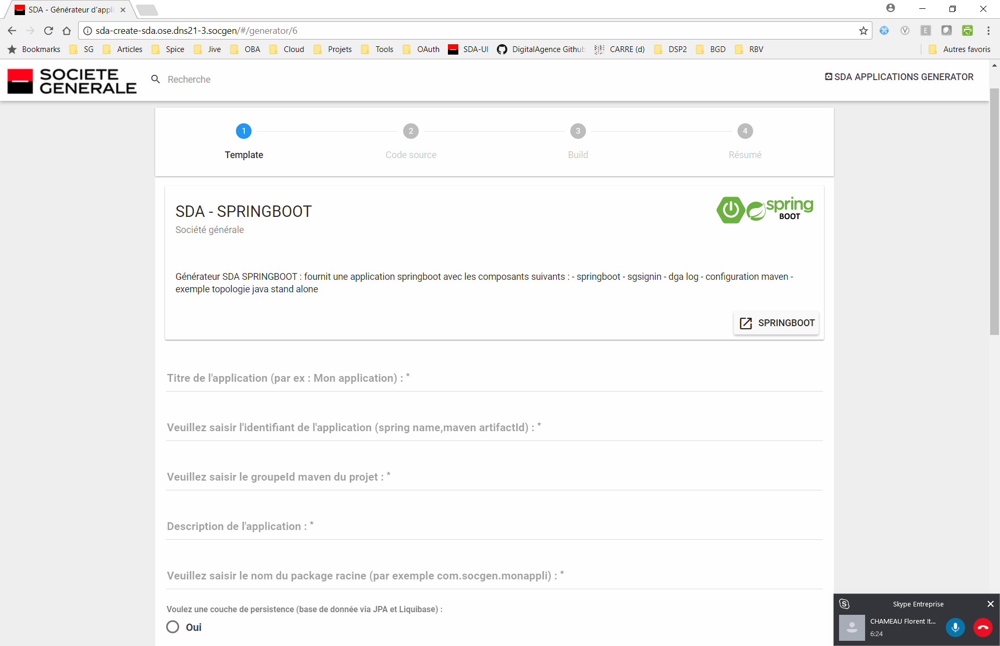 SDA - Générateur d'appli
sda-create-sda.ose.dns21-3.socgen/#/generator/6
Bookmarks SG Articles Spice Jive OBA Cloud Projets Tools OAuth SDA-UI DigitalAgence Github CARRE (d) DSP2 BGD RBV Autres favoris
SOCIETE
GENERALE
Recherche
SDA APPLICATIONS GENERATOR
1 2 3 4
Template Code source Build Résumé
SDA - SPRINGBOOT
Société générale
spring
BOOT
Générateur SDA SPRINGBOOT : fournit une application springboot avec les composants suivants : - springboot - sgsignin - dga log - configuration maven -
exemple topologie java stand alone
SPRINGBOOT
Titre de l'application (par ex : Mon application) : *
Veuillez saisir l'identifiant de l'application (spring name,maven artifactId) : *
Veuillez saisir le groupeId maven du projet : *
Description de l'application : *
Veuillez saisir le nom du package racine (par exemple com.socgen.monappli) : *
Voulez une couche de persistence (base de donnée via JPA et Liquibase) :
Oui
Skype Entreprise
CHAMEAU Florent It...
6:24